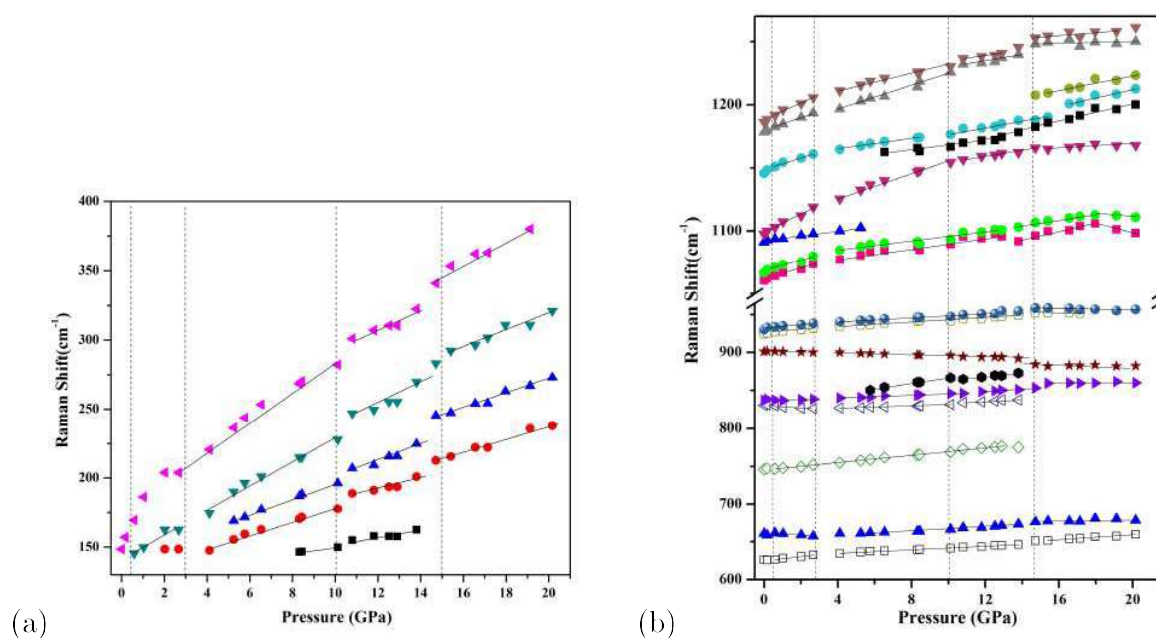 400
350
300
250
200
150
0 2 4 6 8 10 12 14 16 18 20
Pressure (GPa)
Raman Shift(cm⁻¹)
(a)
1200
1100
900
800
700
600
0 4 8 12 16 20
Pressure (GPa)
Raman Shift(cm⁻¹)
(b)